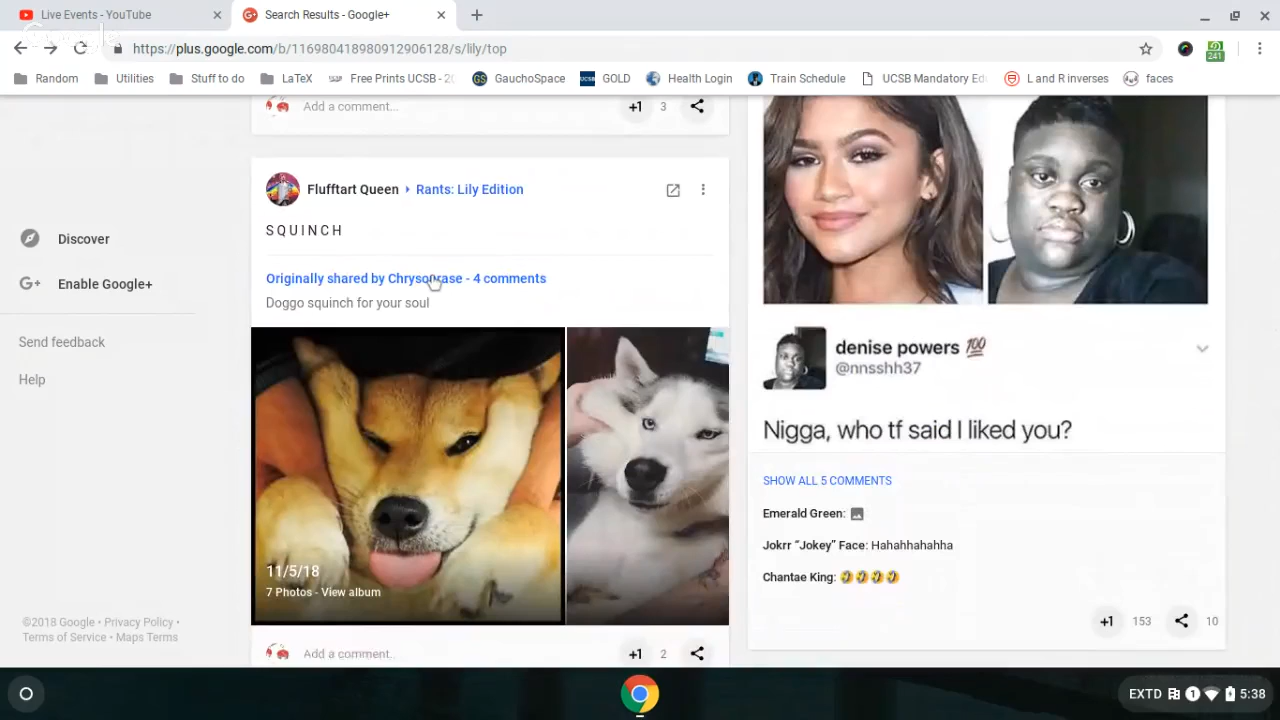 Live Events - YouTube
Search Results - Google+
Google
https://plus.google.com/b/116980418980912906128/s/lily/top
241
Random
Utilities
Stuff to do
LaTeX
Free Prints UCSB - 20
GauchoSpace
GOLD
Health Login
Train Schedule
UCSB Mandatory Ed
L and R inverses
faces
Add a comment...
+1 3
Discover
G+ Enable Google+
Send feedback
Help
©2018 Google • Privacy Policy •
Terms of Service • Maps Terms
Flufftart Queen Rants: Lily Edition
S Q U I N C H
Originally shared by - 4 comments
Doggo squinch for your soul
11/5/18
7 Photos - View album
Add a comment..
+1 2
denise powers 💯
@nnsshh37
Nigga, who tf said I liked you?
SHOW ALL 5 COMMENTS
Emerald Green:
Jokrr “Jokey” Face: Hahahhahahha
Chantae King: 🤣🤣🤣🤣
+1 153 10
EXTD 1 5:38